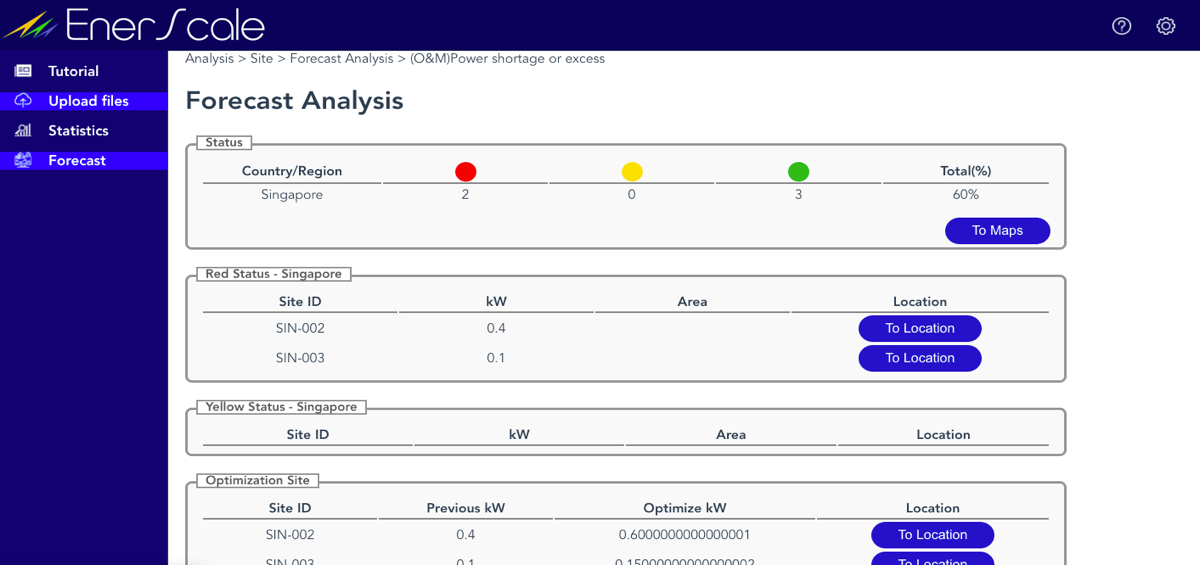 EnerScale
Tutorial
Upload files
Statistics
Forecast
Analysis > Site > Forecast Analysis > (O&M)Power shortage or excess
Forecast Analysis
Status
Country/Region Total(%)
Singapore 2 0 3 60%
To Maps
Red Status - Singapore
Site ID kW Area Location
SIN-002 0.4 To Location
SIN-003 0.1 To Location
Yellow Status - Singapore
Site ID kW Area Location
Optimization Site
Site ID Previous kW Optimize kW Location
SIN-002 0.4 0.6000000000000001 To Location
SIN-003 0.1 0.15000000000000002 To Location